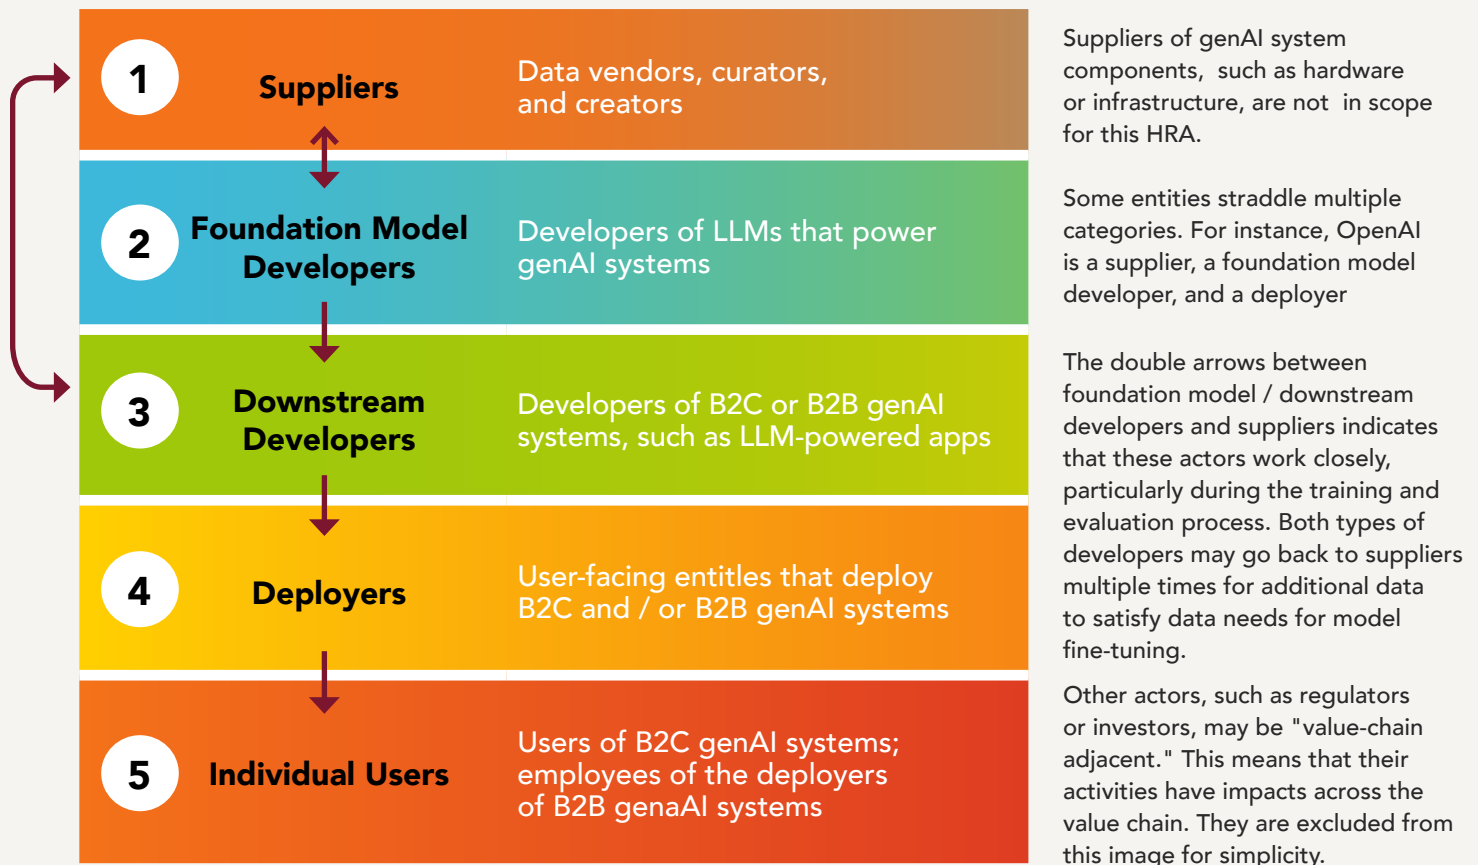 1
Suppliers
Data vendors, curators,
and creators
2
Foundation Model
Developers
Developers of LLMs that power
genAI systems
3
Downstream
Developers
Developers of B2C or B2B genAI
systems, such as LLM-powered apps
4
Deployers
User-facing entitles that deploy
B2C and / or B2B genAI systems
5
Individual Users
Users of B2C genAI systems;
employees of the deployers
of B2B genaAI systems
Suppliers of genAI system
components, such as hardware
or infrastructure, are not in scope
for this HRA.
Some entities straddle multiple
categories. For instance, OpenAI
is a supplier, a foundation model
developer, and a deployer
The double arrows between
foundation model / downstream
developers and suppliers indicates
that these actors work closely,
particularly during the training and
evaluation process. Both types of
developers may go back to suppliers
multiple times for additional data
to satisfy data needs for model
fine-tuning.
Other actors, such as regulators
or investors, may be "value-chain
adjacent." This means that their
activities have impacts across the
value chain. They are excluded from
this image for simplicity.